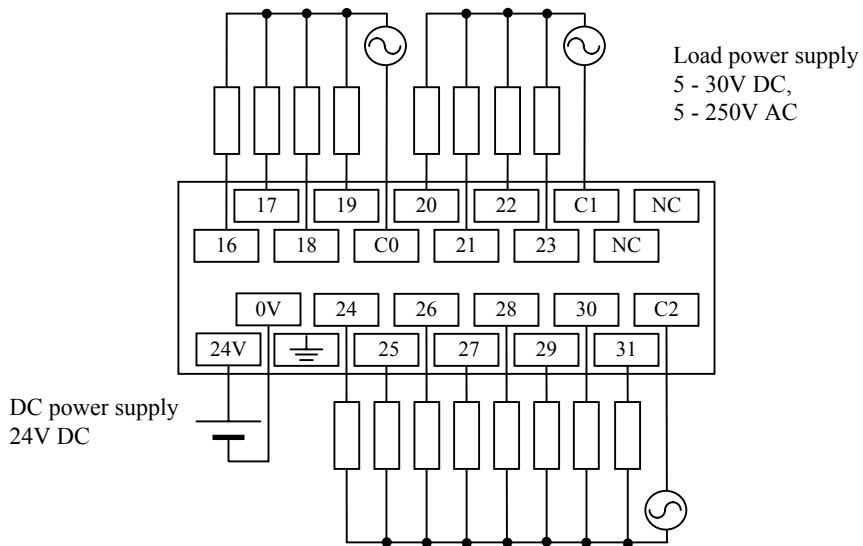 Load power supply
5 - 30V DC,
5 - 250V AC
17 19 20 22 C1 NC
16 18 C0 21 23 NC
0V 24 26 28 30 C2
24V 25 27 29 31
DC power supply
24V DC